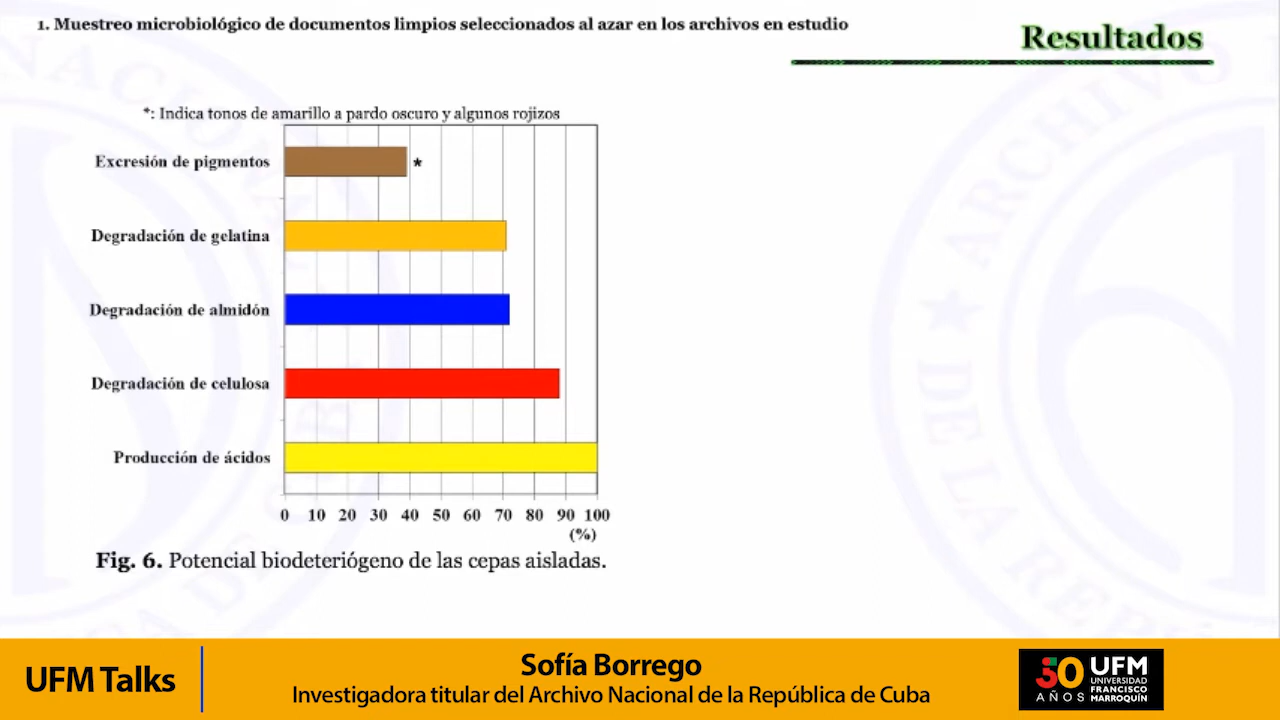 1. Muestreo microbiológico de documentos limpios seleccionados al azar en los archivos en estudio
Resultados
*: Indica tonos de amarillo a pardo oscuro y algunos rojizos
Excresión de pigmentos
*
Degradación de gelatina
Degradación de almidón
Degradación de celulosa
Producción de ácidos
0 10 20 30 40 50 60 70 80 90 100
(%)
Fig. 6. Potencial biodeteriógeno de las cepas aisladas.
ARCHIVO
DE LA REPÚ
UFM Talks
Sofía Borrego
Investigadora titular del Archivo Nacional de la República de Cuba
50
AÑOS
UFM
UNIVERSIDAD
FRANCISCO
MARROQUÍN